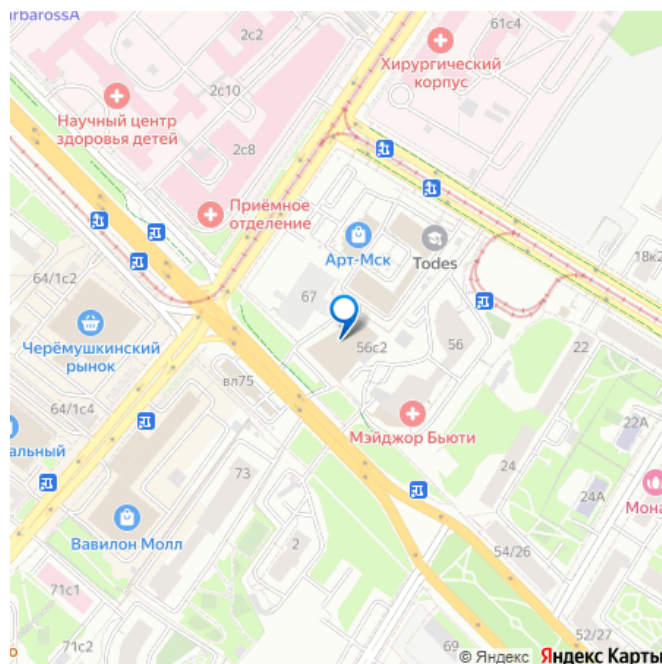 arbarossA
2с2
61с4
Хирургический
корпус
2с10
Научный центр
здоровья детей
2с8
Приёмное
отделение
Арт-Мск
Todes
18к2
64/1с2
67
Черёмушкинский
рынок
56с2
56
22
вл75
64/1с4
Мэйджор Бьюти
22А
альный
73
24
24А
Мона
Вавилон Молл
2
54/26
71с1
71с2
69
52/27
о
© Яндекс Яндекс Карты